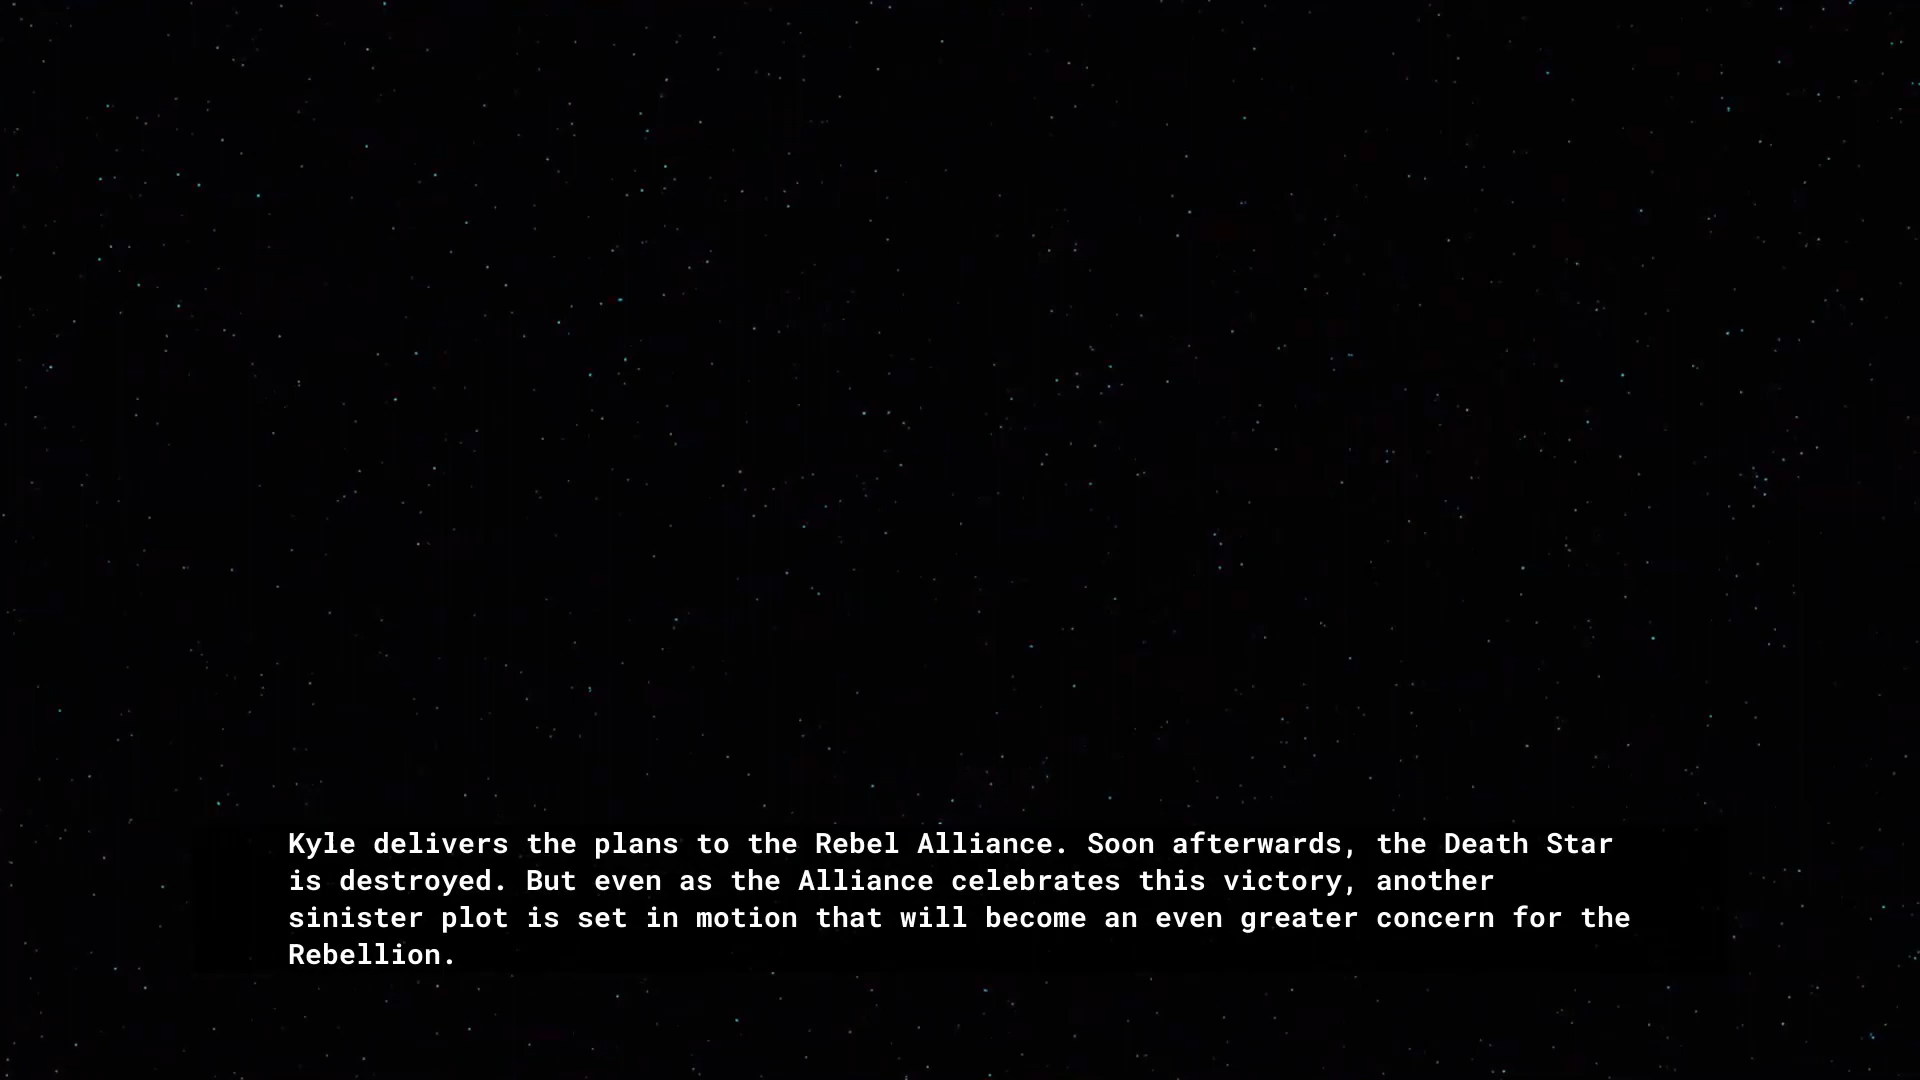 Kyle delivers the plans to the Rebel Alliance. Soon afterwards, the Death Star
is destroyed. But even as the Alliance celebrates this victory, another
sinister plot is set in motion that will become an even greater concern for the
Rebellion.